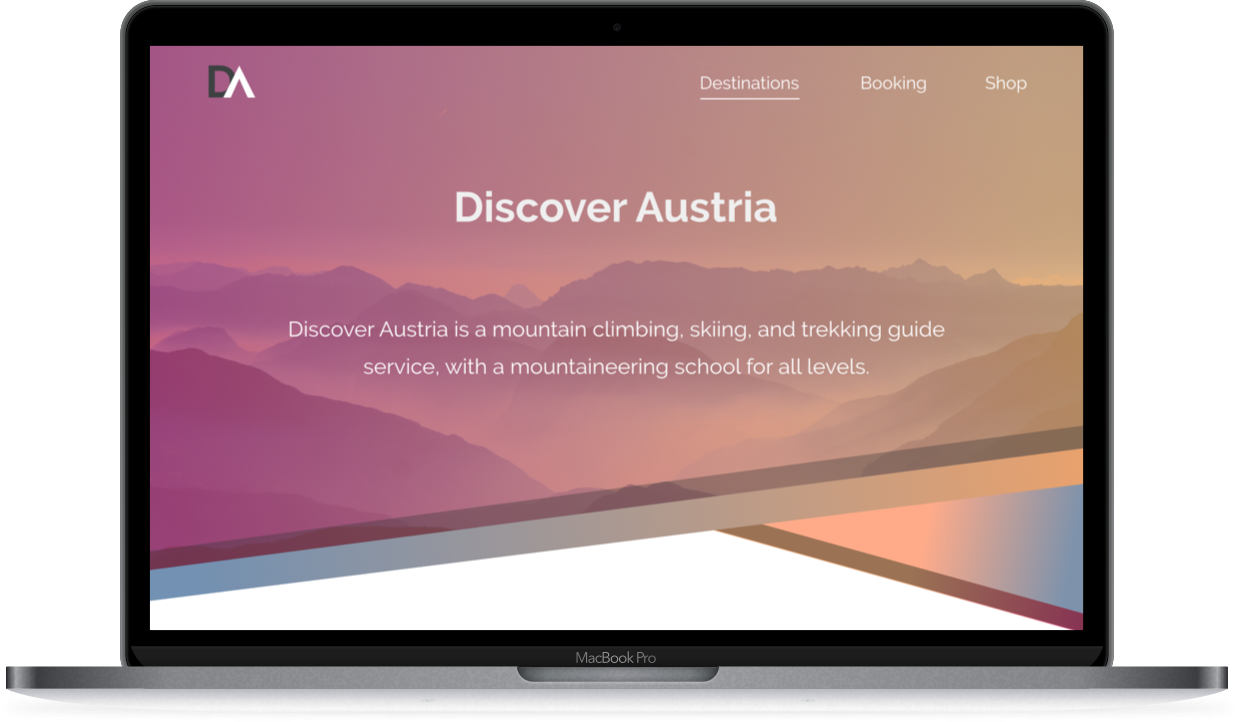 DA
Destinations Booking Shop
Discover Austria
Discover Austria is a mountain climbing, skiing, and trekking guide
service, with a mountaineering school for all levels.
MacBook Pro